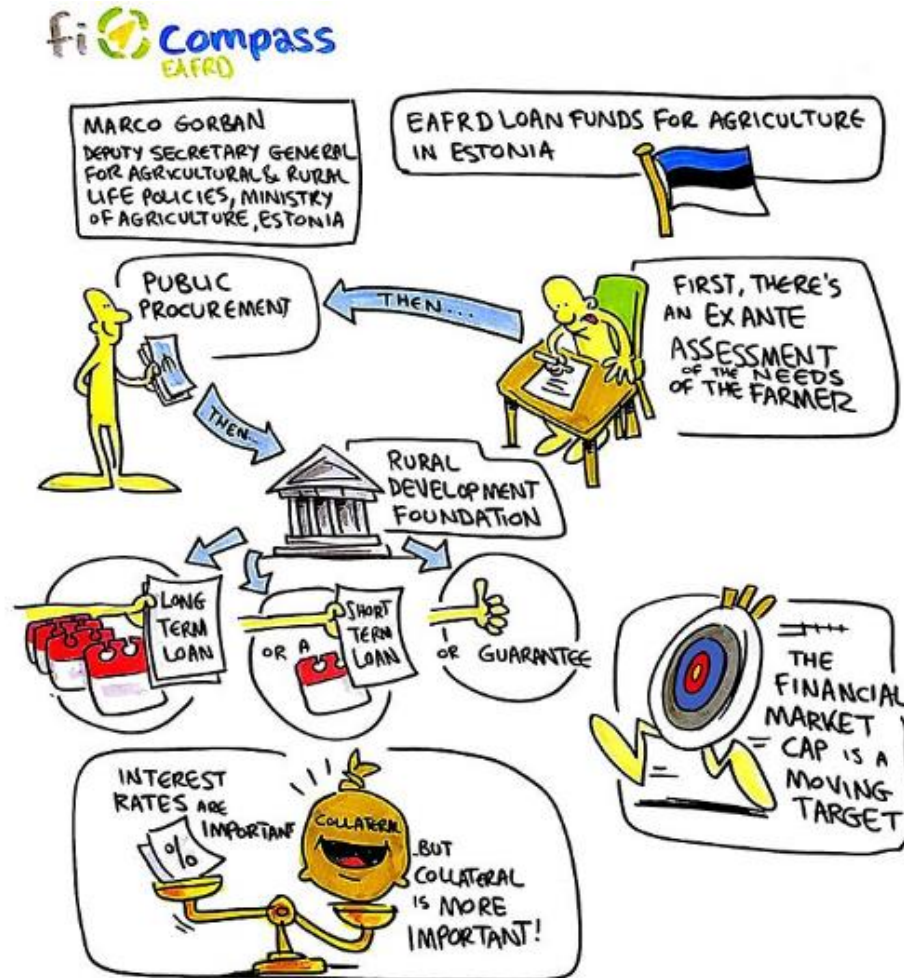 fi compass
EAFRD
MARCO GORBAN
DEPUTY SECRETARY GENERAL
FOR AGRICULTURAL & RURAL
LIFE POLICIES, MINISTRY
OF AGRICULTURE, ESTONIA
EAFRD LOAN FUNDS FOR AGRICULTURE
IN ESTONIA
FIRST, THERE'S
AN EX ANTE
ASSESSMENT
OF THE NEEDS
OF THE FARMER
THEN...
PUBLIC
PROCUREMENT
THEN...
RURAL
DEVELOPMENT
FOUNDATION
LONG
TERM
LOAN
OR A
SHORT
TERM
LOAN
OR GUARANTEE
THE
FINANCIAL
MARKET
CAP IS A
MOVING
TARGET
INTEREST
RATES ARE
IMPORTANT
%
COLLATERAL
..BUT
COLLATERAL
IS MORE
IMPORTANT!